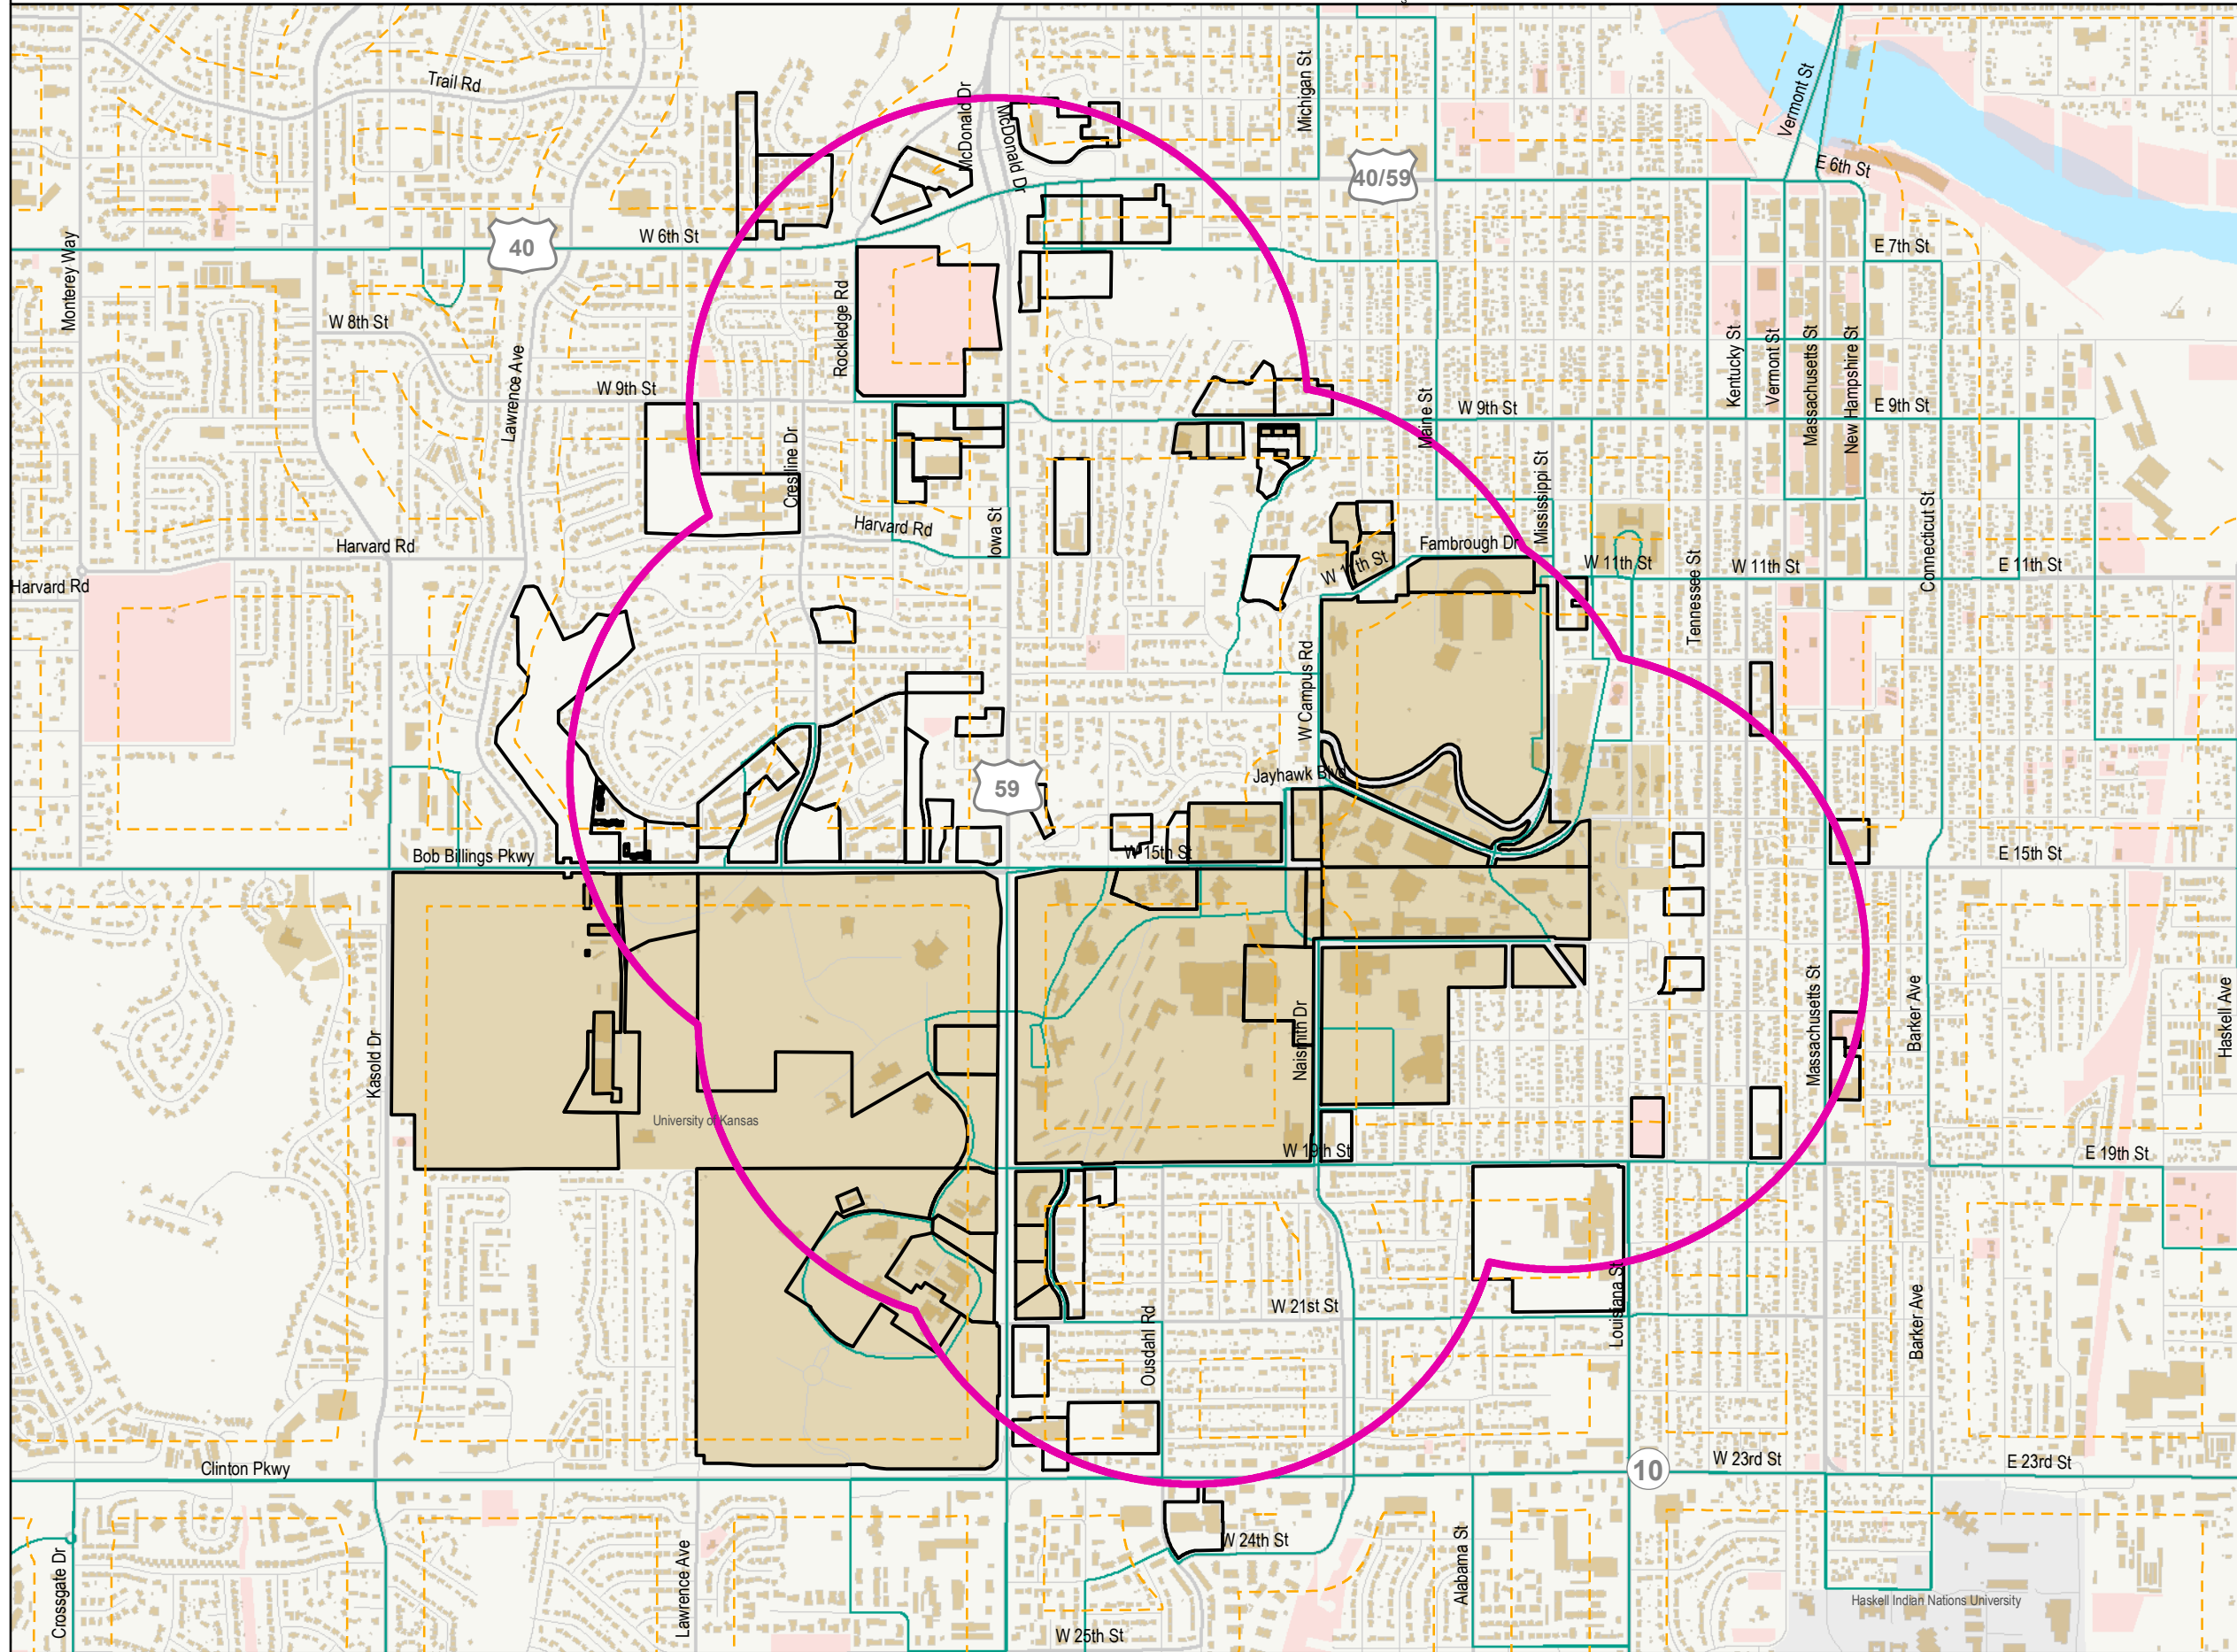 Trail Rd
McDonald Dr
McDonald Dr
Michigan St
Vermont St
E 6th St
40/59
40
W 6th St
E 7th St
Monterey Way
W 8th St
Rockledge Rd
Lawrence Ave
W 9th St
Crestline Dr
Maine St
W 9th St
Kentucky St
Vermont St
Massachusetts St
New Hampshire St
E 9th St
Harvard Rd
Harvard Rd
Iowa St
Mississippi St
Fambrough Dr
W 11th St
W 11th St
W 11th St
Tennessee St
Connecticut St
E 11th St
Harvard Rd
W Campus Rd
Jayhawk Blvd
59
Bob Billings Pkwy
W 15th St
E 15th St
Kasold Dr
Naismith Dr
Massachusetts St
Barker Ave
Haskell Ave
University of Kansas
W 19th St
E 19th St
W 21st St
Ousdahl Rd
Louisiana St
Barker Ave
Clinton Pkwy
10
W 23rd St
E 23rd St
Crossgate Dr
Lawrence Ave
W 24th St
Alabama St
Haskell Indian Nations University
W 25th St